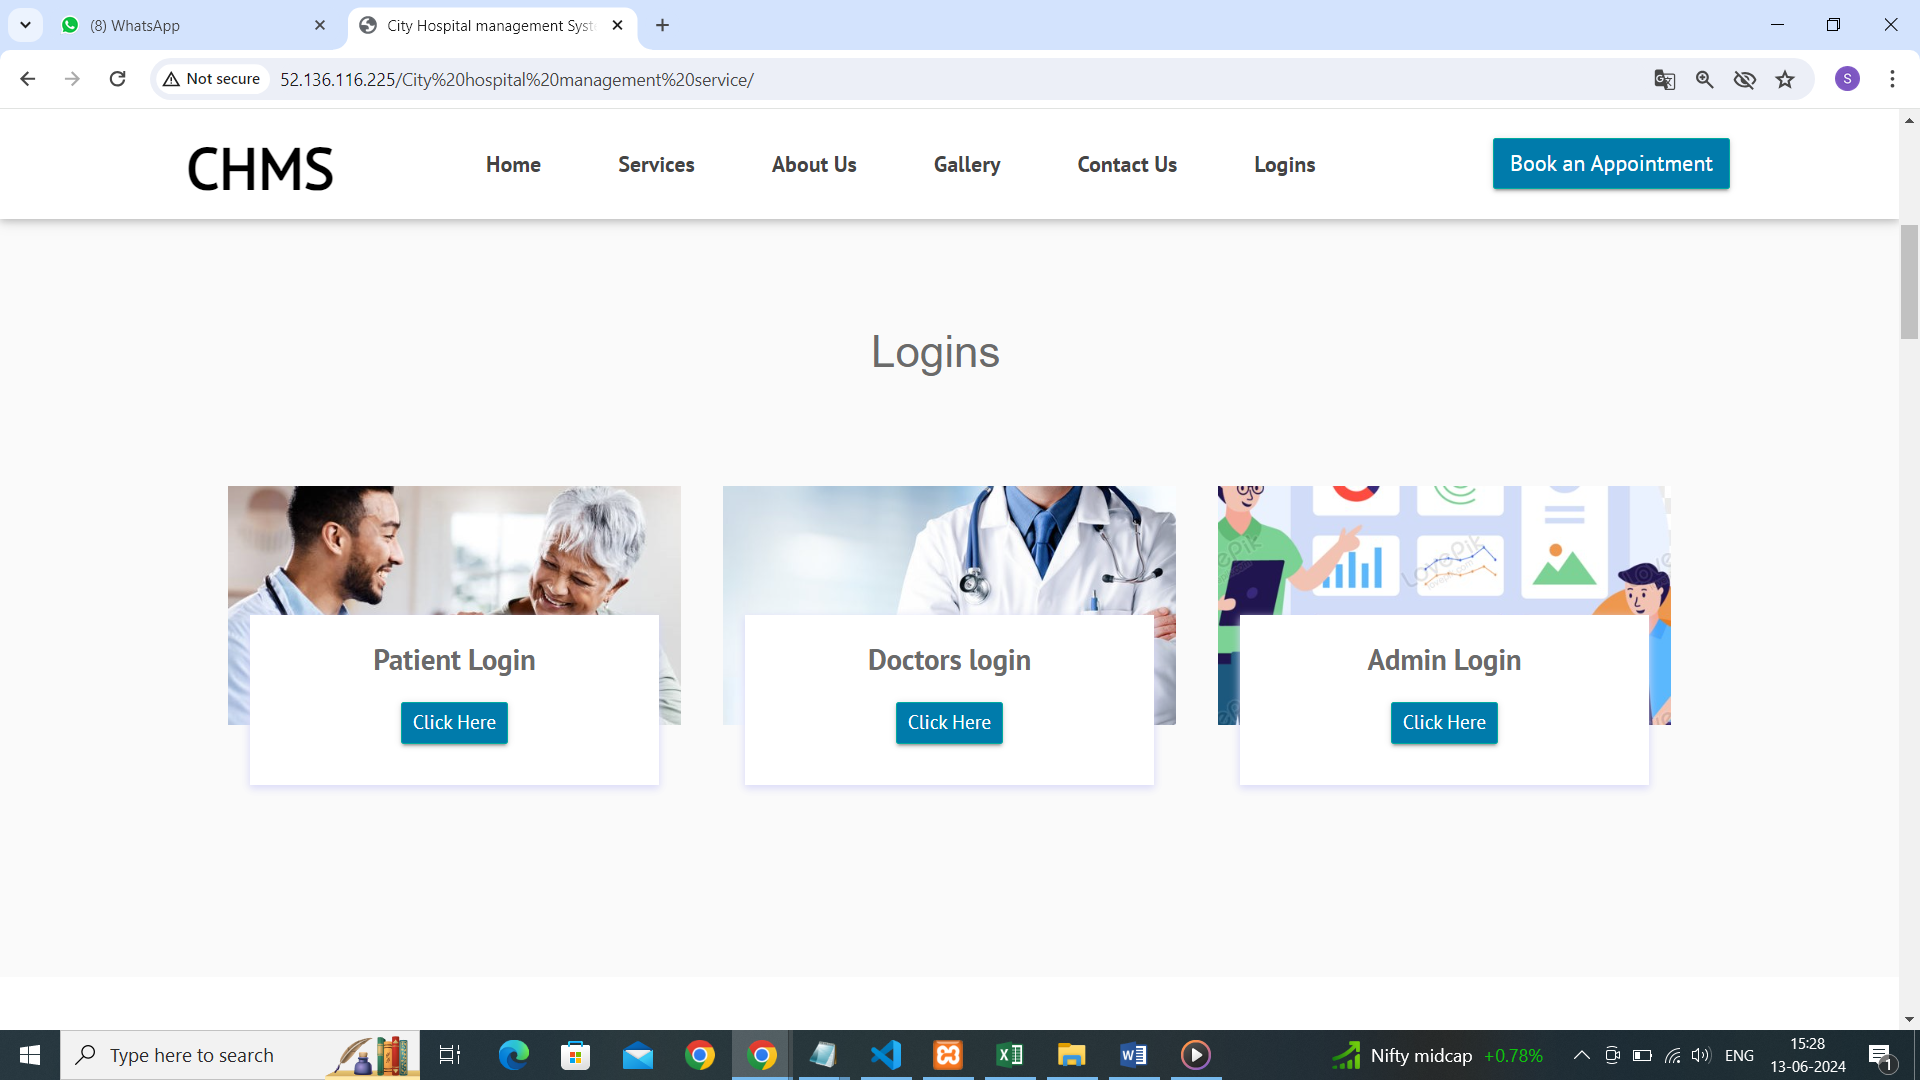 (8) WhatsApp
City Hospital management Syst
Not secure
52.136.116.225/City%20hospital%20management%20service/
S
CHMS
Home
Services
About Us
Gallery
Contact Us
Logins
Book an Appointment
Logins
Patient Login
Click Here
Doctors login
Click Here
Admin Login
Click Here
Type here to search
Nifty midcap +0.78%
ENG
15:28
13-06-2024
1